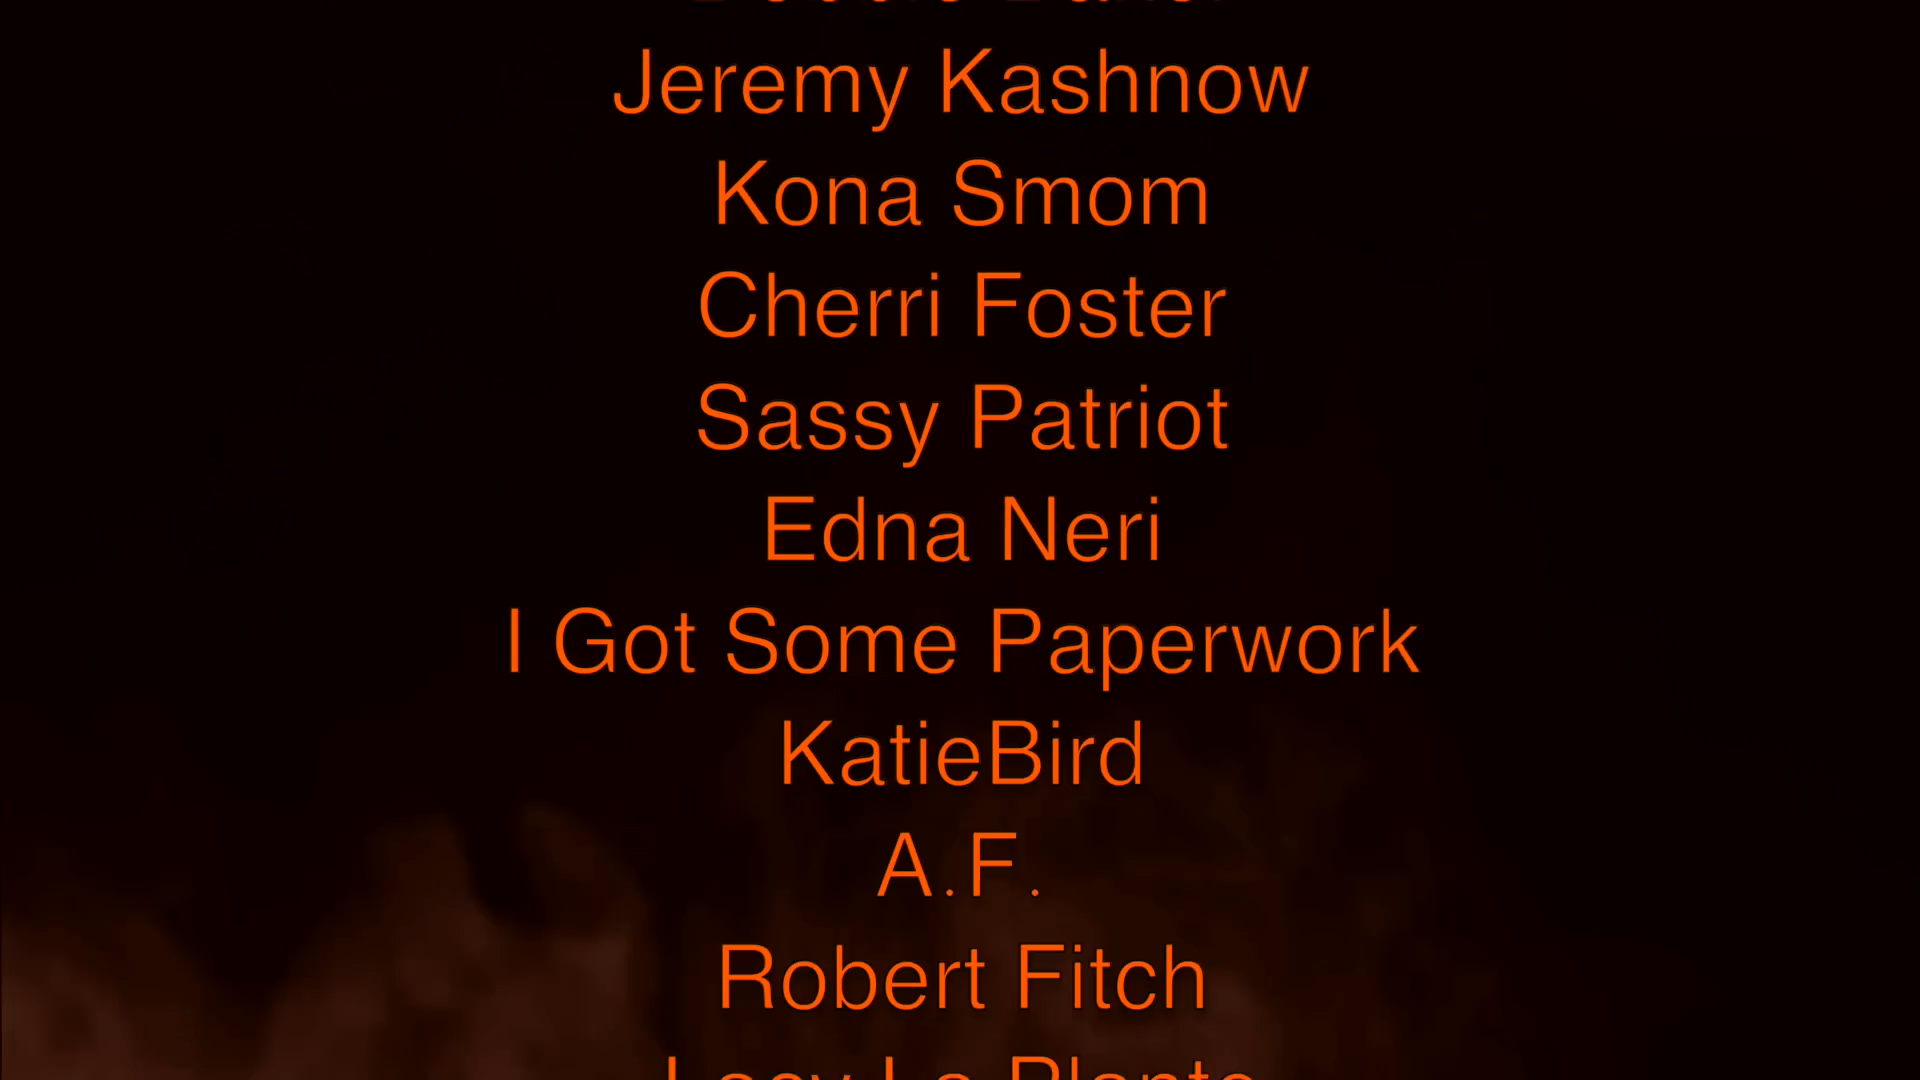 Jeremy Kashnow
Kona Smom
Cherri Foster
Sassy Patriot
Edna Neri
I Got Some Paperwork
KatieBird
A.F.
Robert Fitch